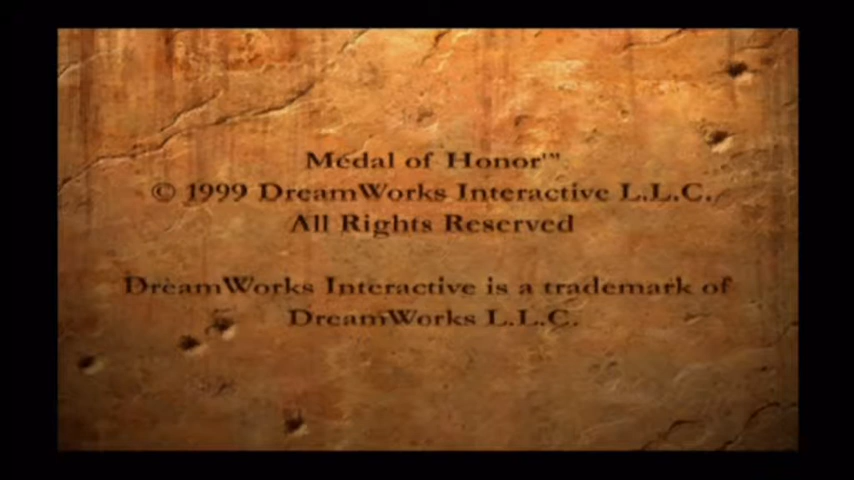 Medal of Honor™
© 1999 DreamWorks Interactive L.L.C.
All Rights Reserved
DreamWorks Interactive is a trademark of
DreamWorks L.L.C.